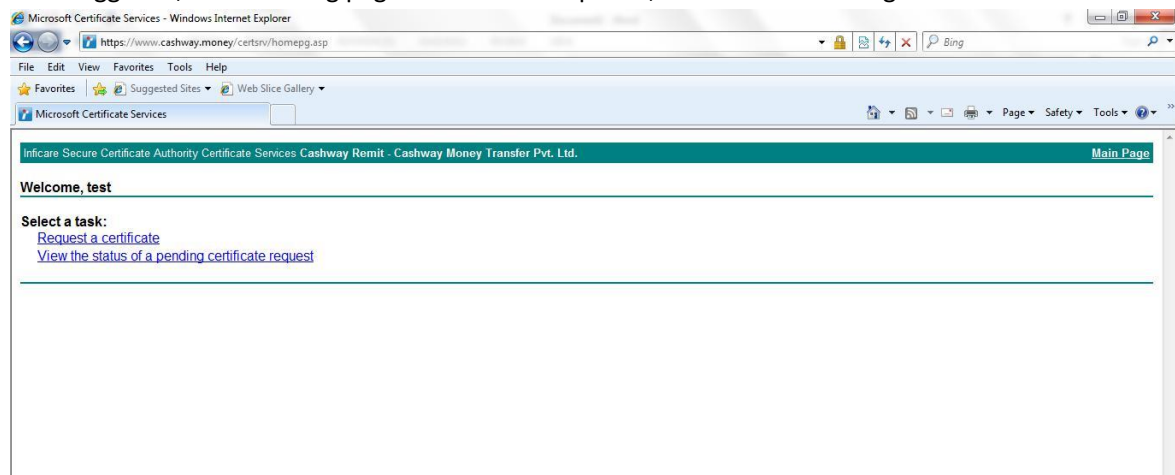 Microsoft Certificate Services - Windows Internet Explorer
https://www.cashway.money/certsrv/homepg.asp
Bing
File Edit View Favorites Tools Help
Favorites Suggested Sites Web Slice Gallery
Microsoft Certificate Services
Page Safety Tools
Inficare Secure Certificate Authority Certificate Services Cashway Remit - Cashway Money Transfer Pvt. Ltd. Main Page
Welcome, test
Select a task:
Request a certificate
View the status of a pending certificate request